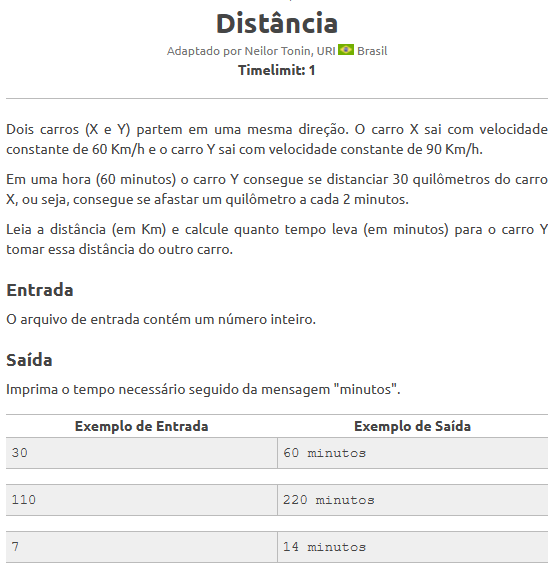 Distância
Adaptado por Neilor Tonin, URI Brasil
Timelimit: 1
Dois carros (X e Y) partem em uma mesma direção. O carro X sai com velocidade
constante de 60 Km/h e o carro Y sai com velocidade constante de 90 Km/h.
Em uma hora (60 minutos) o carro Y consegue se distanciar 30 quilômetros do carro
X, ou seja, consegue se afastar um quilômetro a cada 2 minutos.
Leia a distância (em Km) e calcule quanto tempo leva (em minutos) para o carro Y
tomar essa distância do outro carro.
Entrada
O arquivo de entrada contém um número inteiro.
Saída
Imprima o tempo necessário seguido da mensagem "minutos".
Exemplo de Entrada Exemplo de Saída
30 60 minutos
110 220 minutos
7 14 minutos